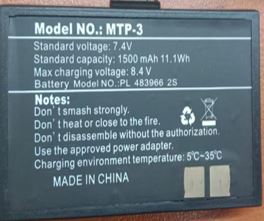 Model NO.: MTP-3
Standard voltage: 7.4V
Standard capacity: 1500 mAh 11.1Wh
Max charging voltage: 8.4 V
Battery Model NO.:PL 483966 2S
Notes:
Don't smash strongly.
Don't heat or close to the fire.
Don't disassemble without the authorization.
Use the approved power adapter.
Charging environment temperature: 5℃~35℃
MADE IN CHINA